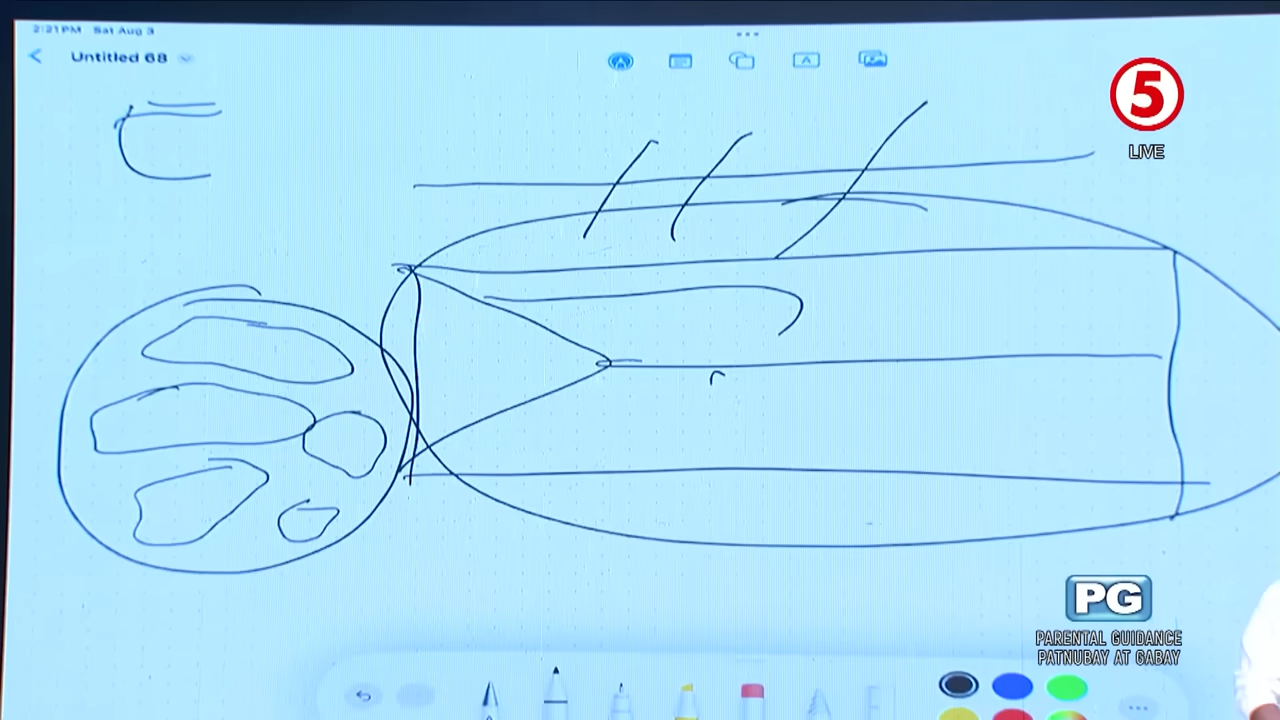 2:21 PM Sat Aug 3
Untitled 68
A
5
LIVE
PG
PARENTAL GUIDANCE
PATNUBAY AT GABAY